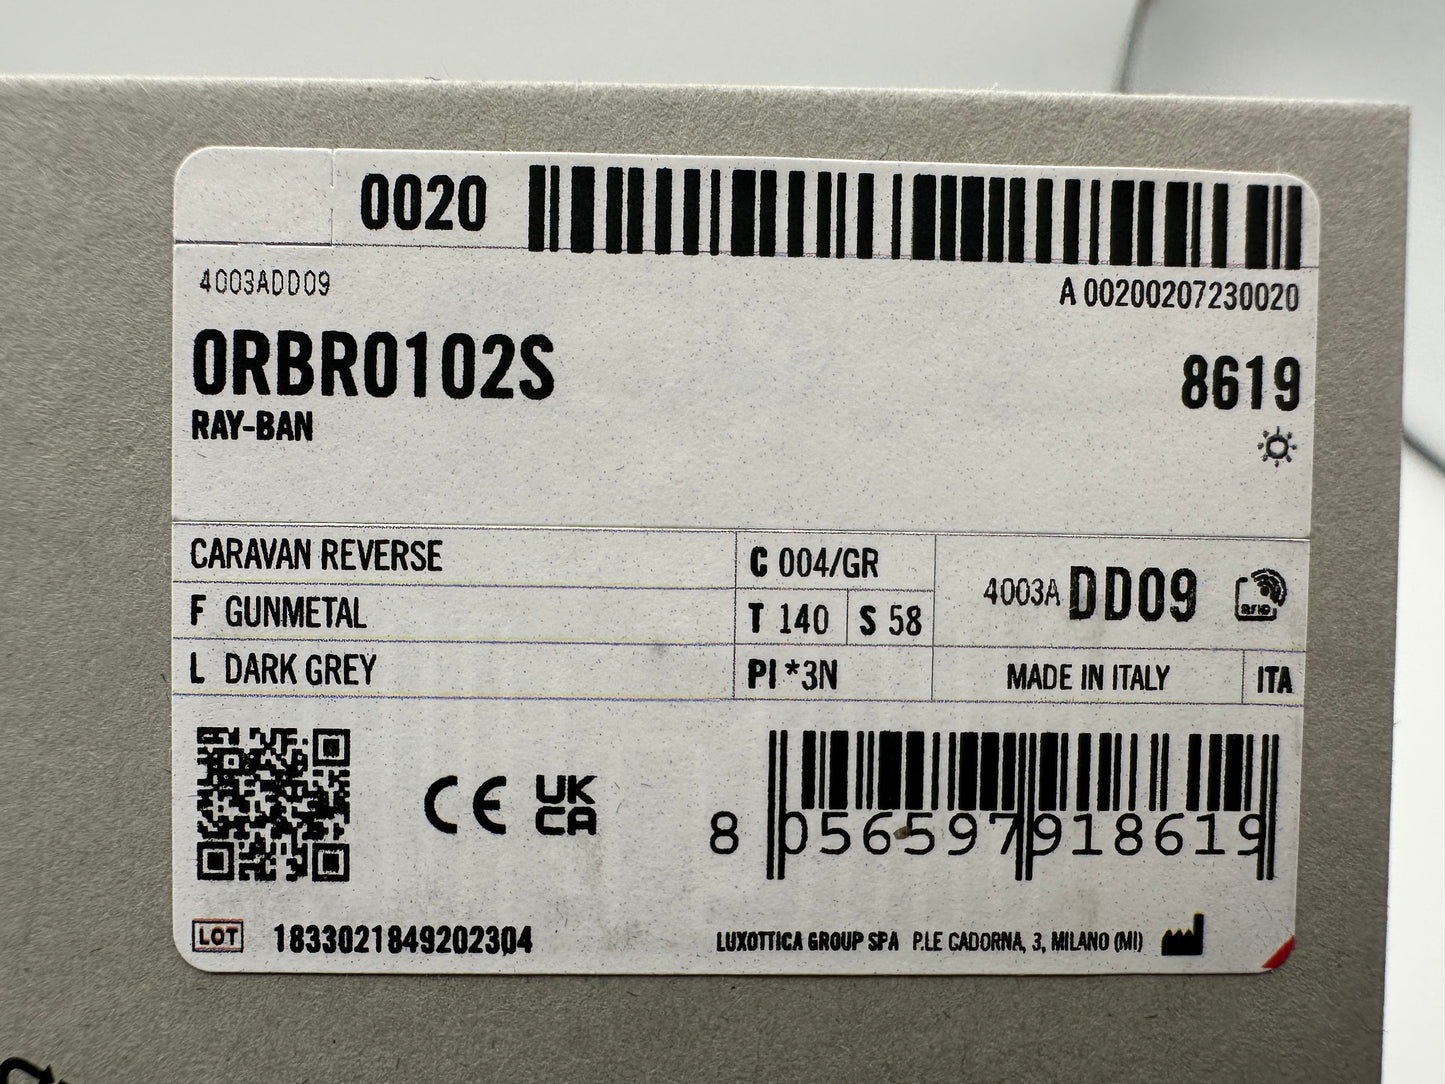 0020
4003ADD09
A 00200207230020
0RBR0102S
8619
RAY-BAN
CARAVAN REVERSE
C 004/GR
4003A DD09
RFID
F GUNMETAL
T 140
S 58
L DARK GREY
PI *3N
MADE IN ITALY
ITA
CE
UK
CA
8 056597 918619
LOT
1833021849202304
LUXOTTICA GROUP SPA P.LE CADORNA, 3, MILANO (MI)